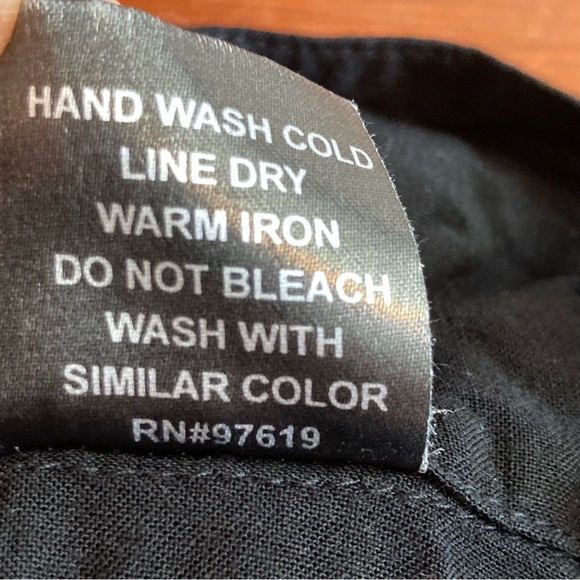 HAND WASH COLD
LINE DRY
WARM IRON
DO NOT BLEACH
WASH WITH
SIMILAR COLOR
RN#97619